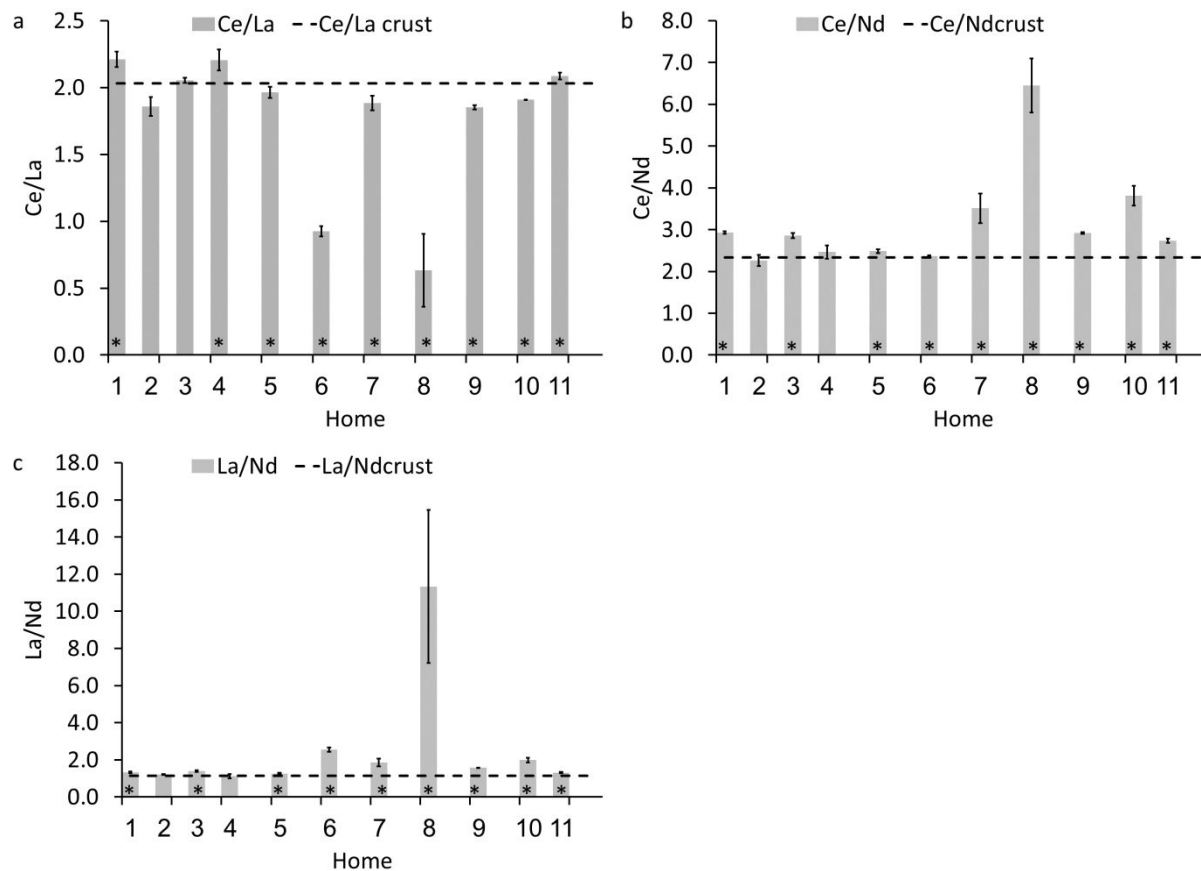 a
Ce/La Ce/La crust
2.5
2.0
1.5
1.0
0.5
0.0
Ce/La
* * * * * * * * *
1 2 3 4 5 6 7 8 9 10 11
Home
b
Ce/Nd Ce/Ndcrust
8.0
7.0
6.0
5.0
4.0
3.0
2.0
1.0
0.0
Ce/Nd
* * * * * * * * *
1 2 3 4 5 6 7 8 9 10 11
Home
c
La/Nd La/Ndcrust
18.0
16.0
14.0
12.0
10.0
8.0
6.0
4.0
2.0
0.0
La/Nd
* * * * * * * * *
1 2 3 4 5 6 7 8 9 10 11
Home